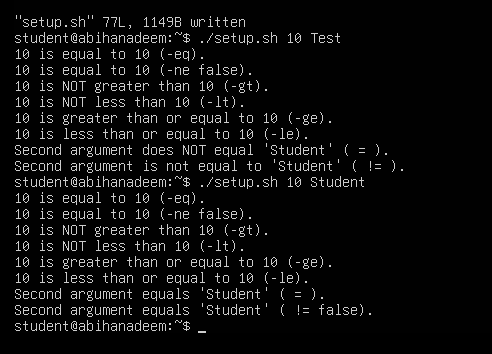 "setup.sh" 77L, 1149B written
student@abihanadeem:~$ ./setup.sh 10 Test
10 is equal to 10 (-eq).
10 is equal to 10 (-ne false).
10 is NOT greater than 10 (-gt).
10 is NOT less than 10 (-lt).
10 is greater than or equal to 10 (-ge).
10 is less than or equal to 10 (-le).
Second argument does NOT equal 'Student' ( = ).
Second argument is not equal to 'Student' ( != ).
student@abihanadeem:~$ ./setup.sh 10 Student
10 is equal to 10 (-eq).
10 is equal to 10 (-ne false).
10 is NOT greater than 10 (-gt).
10 is NOT less than 10 (-lt).
10 is greater than or equal to 10 (-ge).
10 is less than or equal to 10 (-le).
Second argument equals 'Student' ( = ).
Second argument equals 'Student' ( != false).
student@abihanadeem:~$ _